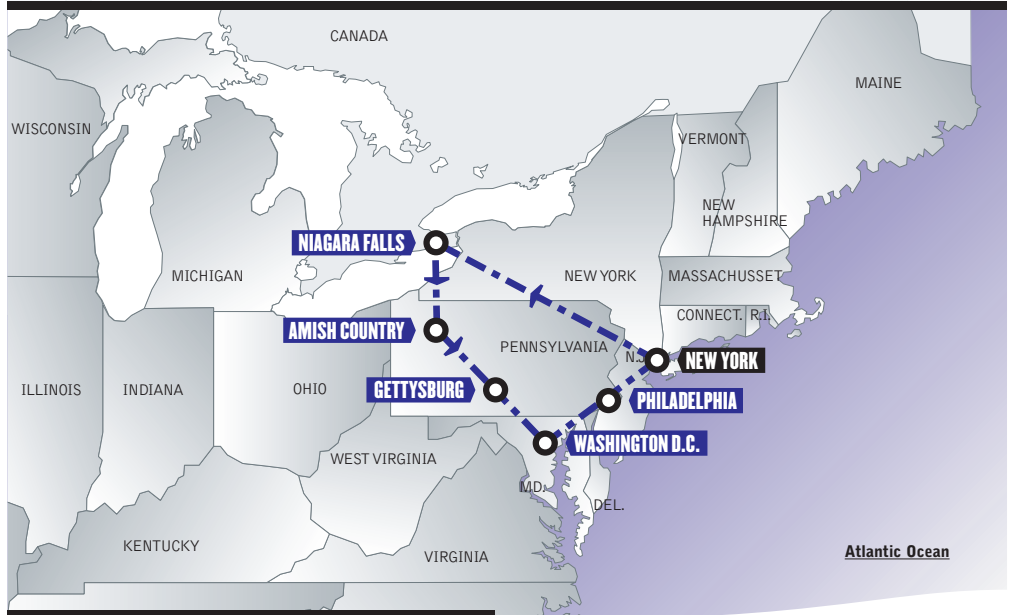 CANADA
MAINE
WISCONSIN
VERMONT
NEW
HAMPSHIRE
NIAGARA FALLS
MICHIGAN
NEW YORK
MASSACHUSSET
CONNECT. R.I.
AMISH COUNTRY
PENNSYLVANIA
N.J.
NEW YORK
ILLINOIS
INDIANA
OHIO
GETTYSBURG
PHILADELPHIA
WASHINGTON D.C.
WEST VIRGINIA
MD.
DEL.
KENTUCKY
VIRGINIA
Atlantic Ocean